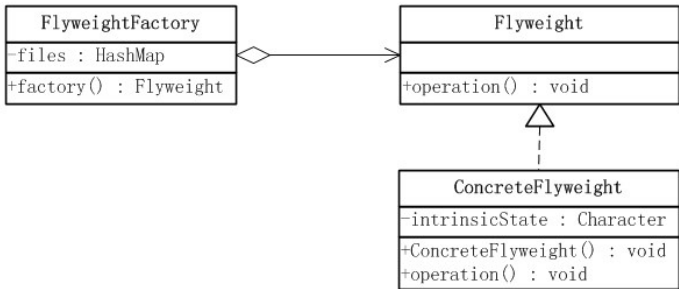 FlyweightFactory
-files : HashMap
+factory() : Flyweight
Flyweight
+operation() : void
ConcreteFlyweight
-intrinsicState : Character
+ConcreteFlyweight() : void
+operation() : void